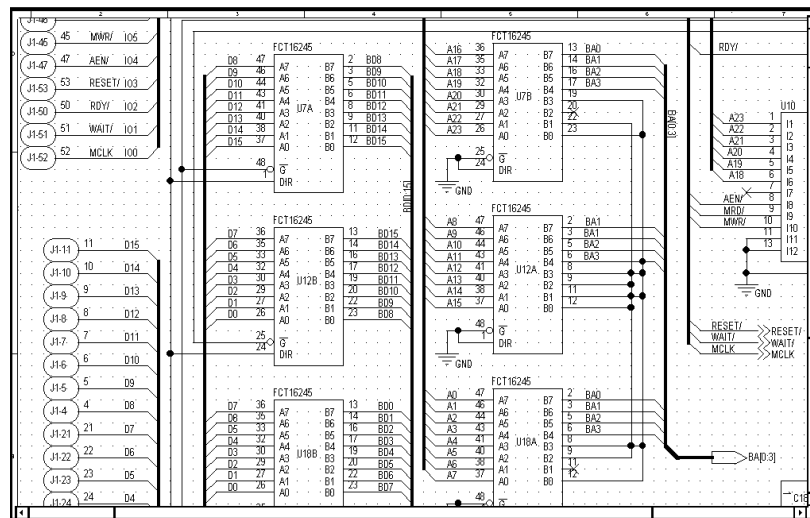 2 3 4 5 6 7
J1-46
J1-45 45 MWR/ IO5
J1-47 47 AEN/ IO4
J1-53 53 RESET/ IO3
J1-50 50 RDY/ IO2
J1-51 51 WAIT/ IO1
J1-52 52 MCLK IO0
J1-11 11 D15
J1-10 10 D14
J1-9 9 D13
J1-8 8 D12
J1-7 7 D11
J1-6 6 D10
J1-5 5 D9
J1-4 4 D8
J1-21 21 D7
J1-22 22 D6
J1-23 23 D5
J1-24 24 D4
FCT16245
U7A
D8 47 A7 B7 2 BD8
D9 46 A6 B6 3 BD9
D10 44 A5 B5 5 BD10
D11 43 A4 B4 6 BD11
D12 41 A3 B3 8 BD12
D13 40 A2 B2 9 BD13
D14 38 A1 B1 11 BD14
D15 37 A0 B0 12 BD15
48 G
1 DIR
BD[0:15]
FCT16245
U12B
D7 36 A7 B7 13 BD15
D6 35 A6 B6 14 BD14
D5 33 A5 B5 16 BD13
D4 32 A4 B4 17 BD12
D3 30 A3 B3 19 BD11
D2 29 A2 B2 20 BD10
D1 27 A1 B1 22 BD9
D0 26 A0 B0 23 BD8
25 G
24 DIR
FCT16245
U18B
D7 36 A7 B7 13 BD0
D6 35 A6 B6 14 BD1
D5 33 A5 B5 16 BD2
D4 32 A4 B4 17 BD3
D3 30 A3 B3 19 BD4
D2 29 A2 B2 20 BD5
D1 27 A1 B1 22 BD6
D0 26 A0 B0 23 BD7
G
FCT16245
U7B
A16 36 A7 B7 13 BA0
A17 35 A6 B6 14 BA1
A18 33 A5 B5 16 BA2
A19 32 A4 B4 17 BA3
A20 30 A3 B3 19
A21 29 A2 B2 20
A22 27 A1 B1 22
A23 26 A0 B0 23
25 G
24 DIR
GND
BA[0:3]
FCT16245
U12A
A8 47 A7 B7 2 BA1
A9 46 A6 B6 3 BA1
A10 44 A5 B5 5 BA2
A11 43 A4 B4 6 BA3
A12 41 A3 B3 8
A13 40 A2 B2 9
A14 38 A1 B1 11
A15 37 A0 B0 12
48 G
1 DIR
GND
FCT16245
U18A
A0 47 A7 B7 2 BA0
A1 46 A6 B6 3 BA1
A2 44 A5 B5 5 BA2
A3 43 A4 B4 6 BA3
A4 41 A3 B3 8
A5 40 A2 B2 9
A6 38 A1 B1 11
A7 37 A0 B0 12
48 G
RDY/
U10
A23 1 I1
A22 2 I2
A21 3 I3
A20 4 I4
A19 5 I5
A18 6 I6
7 I7
AEN/ 8 I8
MRD/ 9 I9
MWR/ 10 I10
11 I11
13 I12
GND
RESET/ RESET/
WAIT/ WAIT/
MCLK MCLK
BA[0:3]
C18